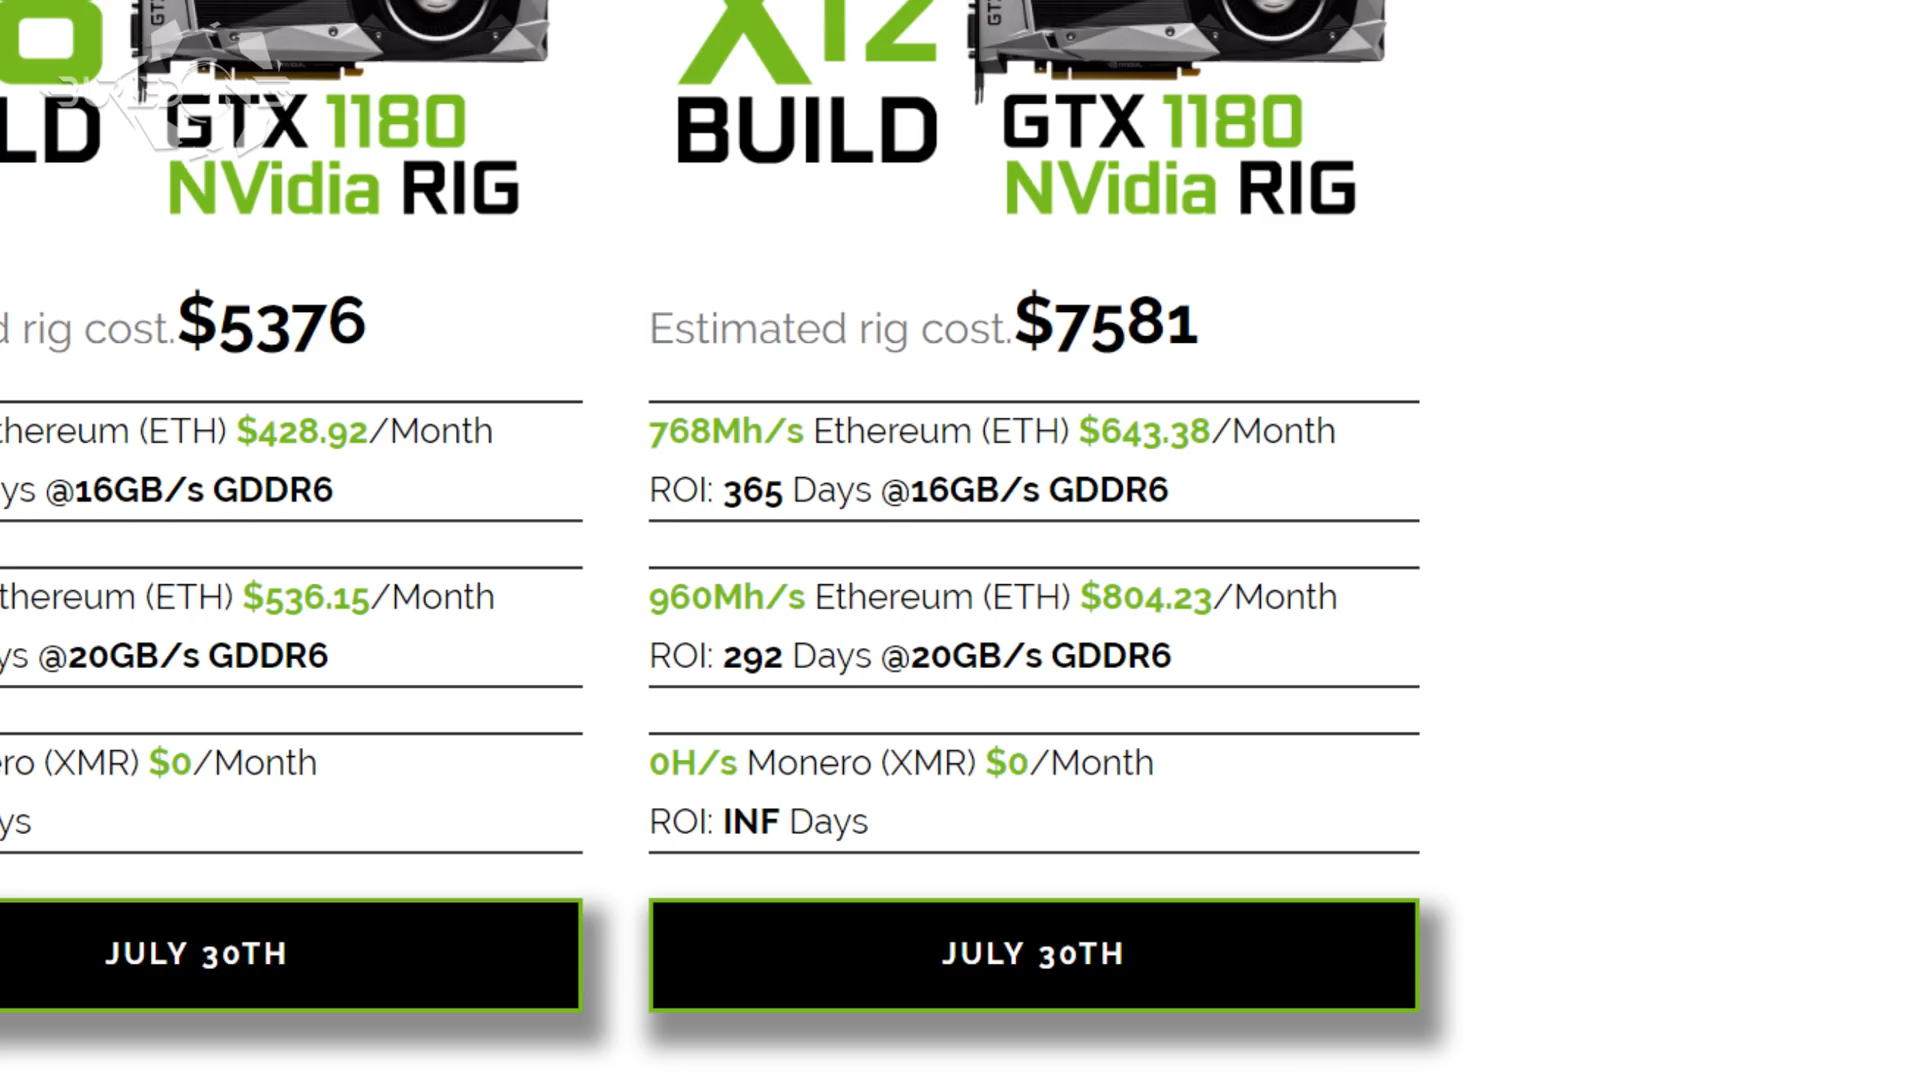 8
LD
GTX 1180
NVidia RIG
d rig cost.$5376
thereum (ETH) $428.92/Month
ys @16GB/s GDDR6
thereum (ETH) $536.15/Month
ys @20GB/s GDDR6
ero (XMR) $0/Month
ys
JULY 30TH
X12
BUILD
GTX 1180
NVidia RIG
Estimated rig cost.$7581
768Mh/s Ethereum (ETH) $643.38/Month
ROI: 365 Days @16GB/s GDDR6
960Mh/s Ethereum (ETH) $804.23/Month
ROI: 292 Days @20GB/s GDDR6
0H/s Monero (XMR) $0/Month
ROI: INF Days
JULY 30TH